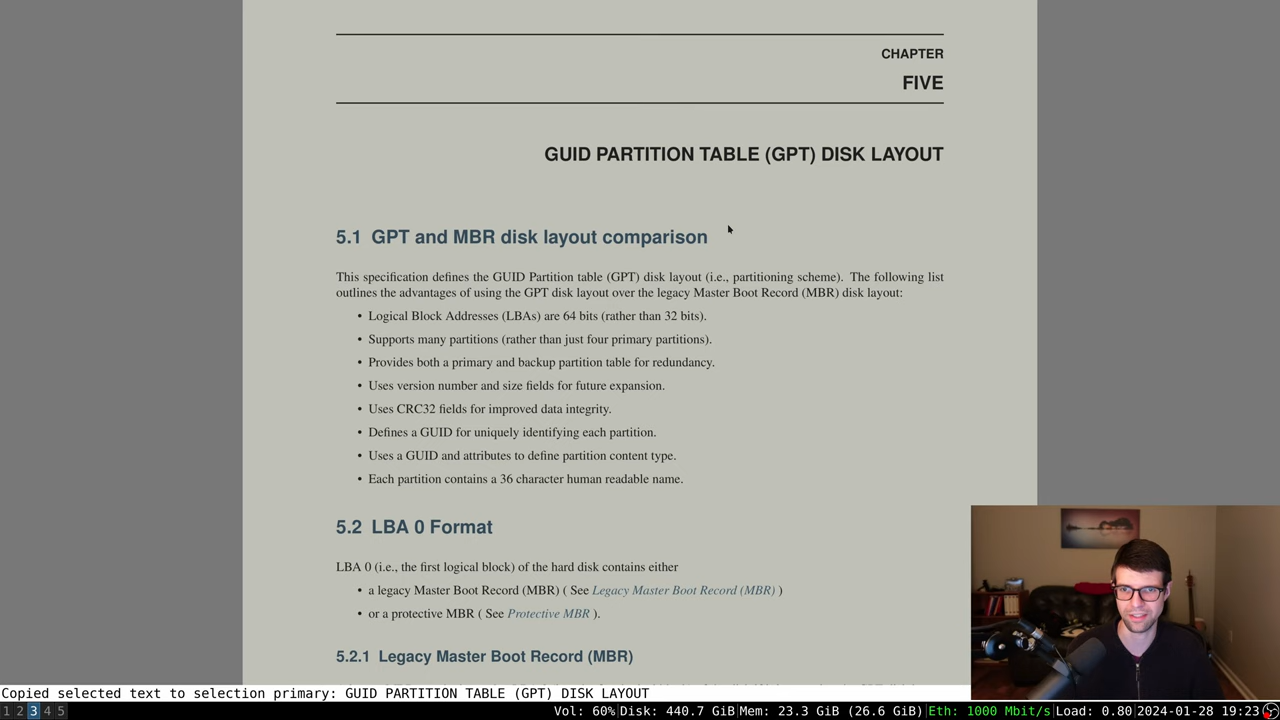 CHAPTER
FIVE
GUID PARTITION TABLE (GPT) DISK LAYOUT
5.1 GPT and MBR disk layout comparison
This specification defines the GUID Partition table (GPT) disk layout (i.e., partitioning scheme). The following list
outlines the advantages of using the GPT disk layout over the legacy Master Boot Record (MBR) disk layout:
• Logical Block Addresses (LBAs) are 64 bits (rather than 32 bits).
• Supports many partitions (rather than just four primary partitions).
• Provides both a primary and backup partition table for redundancy.
• Uses version number and size fields for future expansion.
• Uses CRC32 fields for improved data integrity.
• Defines a GUID for uniquely identifying each partition.
• Uses a GUID and attributes to define partition content type.
• Each partition contains a 36 character human readable name.
5.2 LBA 0 Format
LBA 0 (i.e., the first logical block) of the hard disk contains either
• a legacy Master Boot Record (MBR) ( See Legacy Master Boot Record (MBR) )
• or a protective MBR ( See Protective MBR ).
5.2.1 Legacy Master Boot Record (MBR)
Copied selected text to selection primary: GUID PARTITION TABLE (GPT) DISK LAYOUT
1 2 3 4 5 Vol: 60%|Disk: 440.7 GiB|Mem: 23.3 GiB (26.6 GiB)|Eth: 1000 Mbit/s|Load: 0.80|2024-01-28 19:23